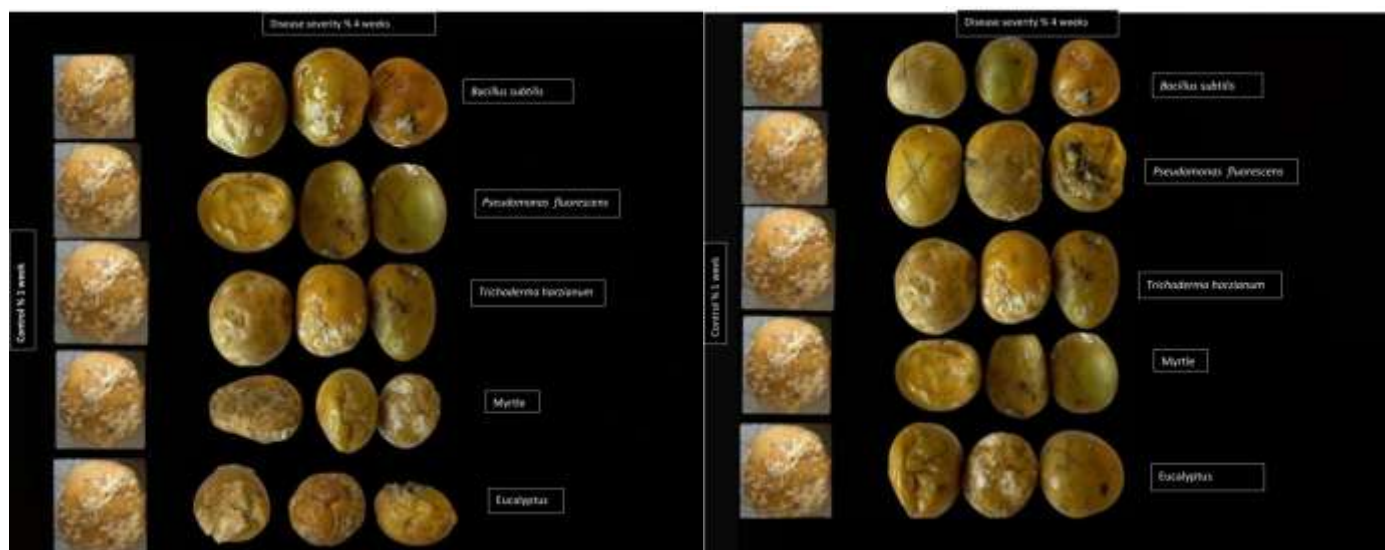 Disease severity % 4 weeks
Bacillus subtilis
Pseudomonas fluorescens
Trichoderma harzianum
Myrtle
Eucalyptus
Control % 1 week
Disease severity % 4 weeks
Bacillus subtilis
Pseudomonas fluorescens
Trichoderma harzianum
Myrtle
Eucalyptus
Control % 1 week